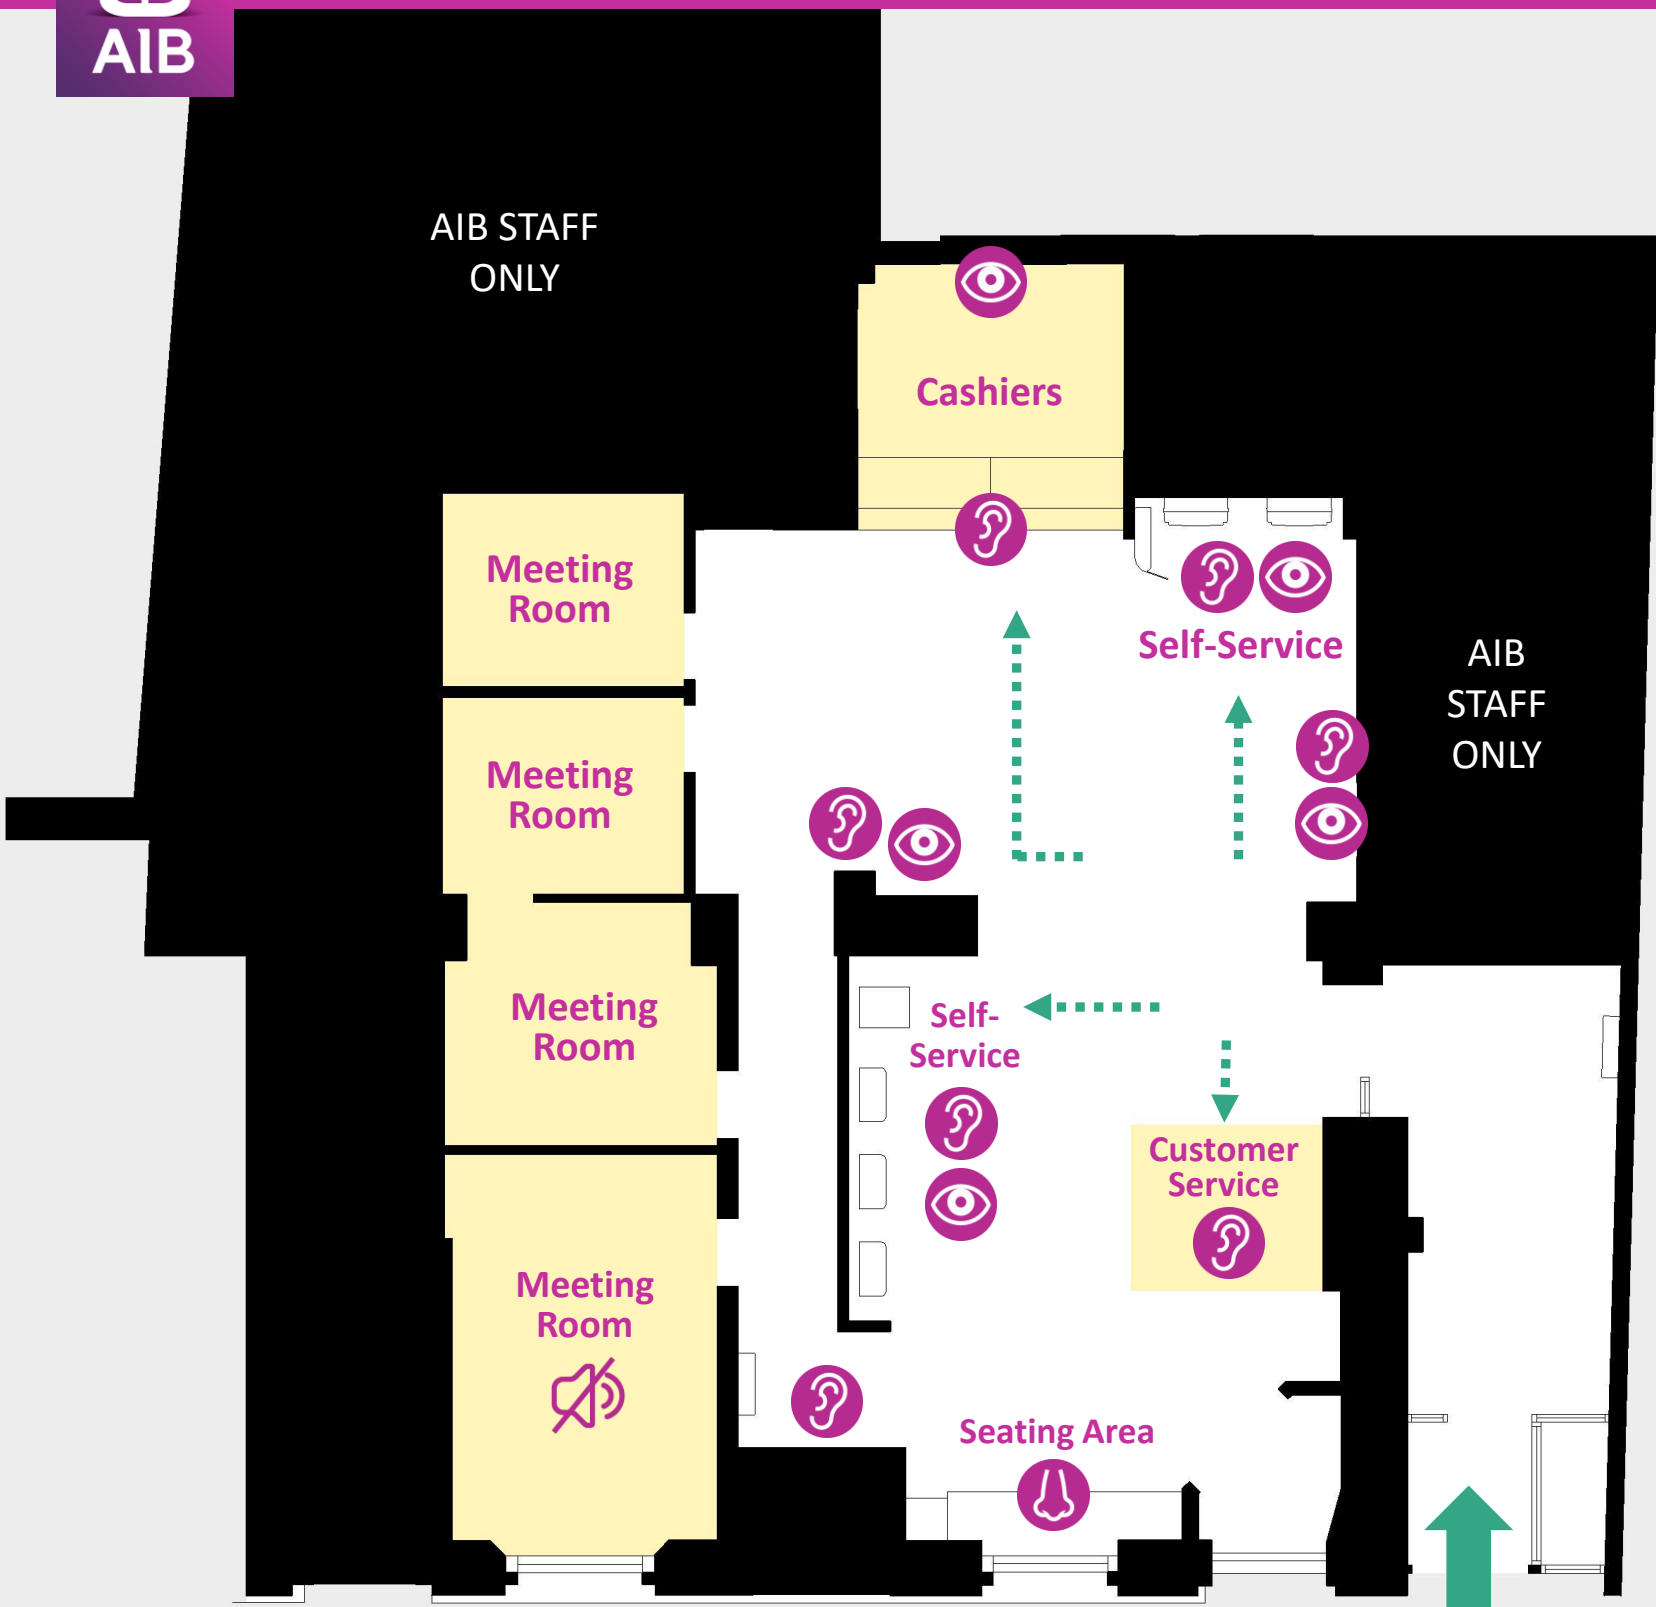 AIB
AIB STAFF
ONLY
Cashiers
Meeting
Room
Self-Service
AIB
STAFF
ONLY
Meeting
Room
Meeting
Room
Self-
Service
Customer
Service
Meeting
Room
Seating Area